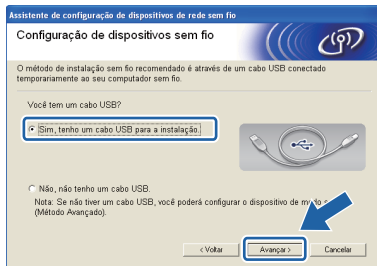 Assistente de configuração de dispositivos de rede sem fio
Configuração de dispositivos sem fio
O método de instalação sem fio recomendado é através de um cabo USB conectado
temporariamente ao seu computador sem fio.
Você tem um cabo USB?
Sim, tenho um cabo USB para a instalação.
Não, não tenho um cabo USB.
Nota: Se não tiver um cabo USB, você poderá configurar o dispositivo de
(Método Avançado).
< Voltar
Avançar >
Cancelar